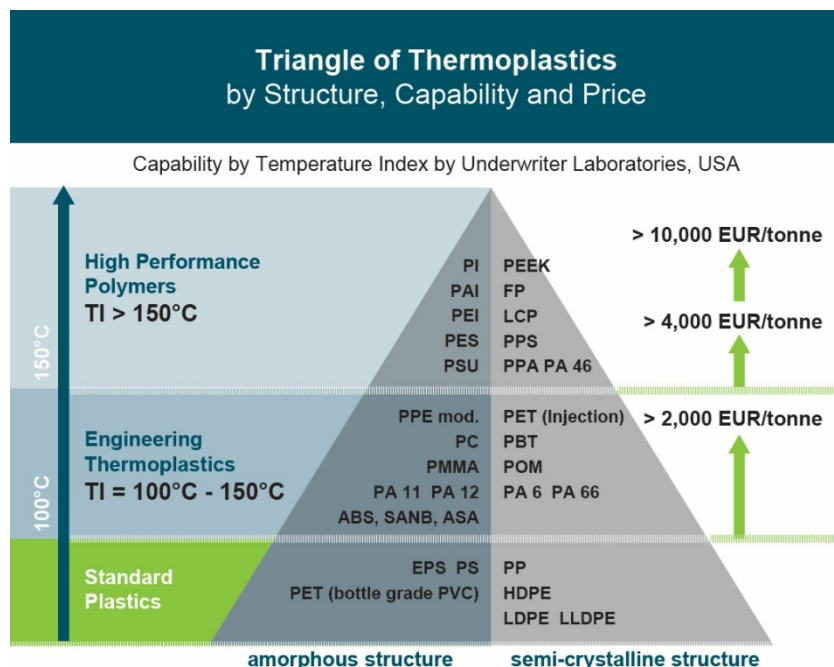 Triangle of Thermoplastics
by Structure, Capability and Price
Capability by Temperature Index by Underwriter Laboratories, USA
150°C
100°C
High Performance
Polymers
TI > 150°C
Engineering
Thermoplastics
TI = 100°C - 150°C
Standard
Plastics
PI
PAI
PEI
PES
PSU
PEEK
FP
LCP
PPS
PPA PA 46
PPE mod.
PC
PMMA
PA 11 PA 12
ABS, SANB, ASA
PET (Injection)
PBT
POM
PA 6 PA 66
EPS PS
PET (bottle grade PVC)
PP
HDPE
LDPE LLDPE
> 10,000 EUR/tonne
> 4,000 EUR/tonne
> 2,000 EUR/tonne
amorphous structure
semi-crystalline structure